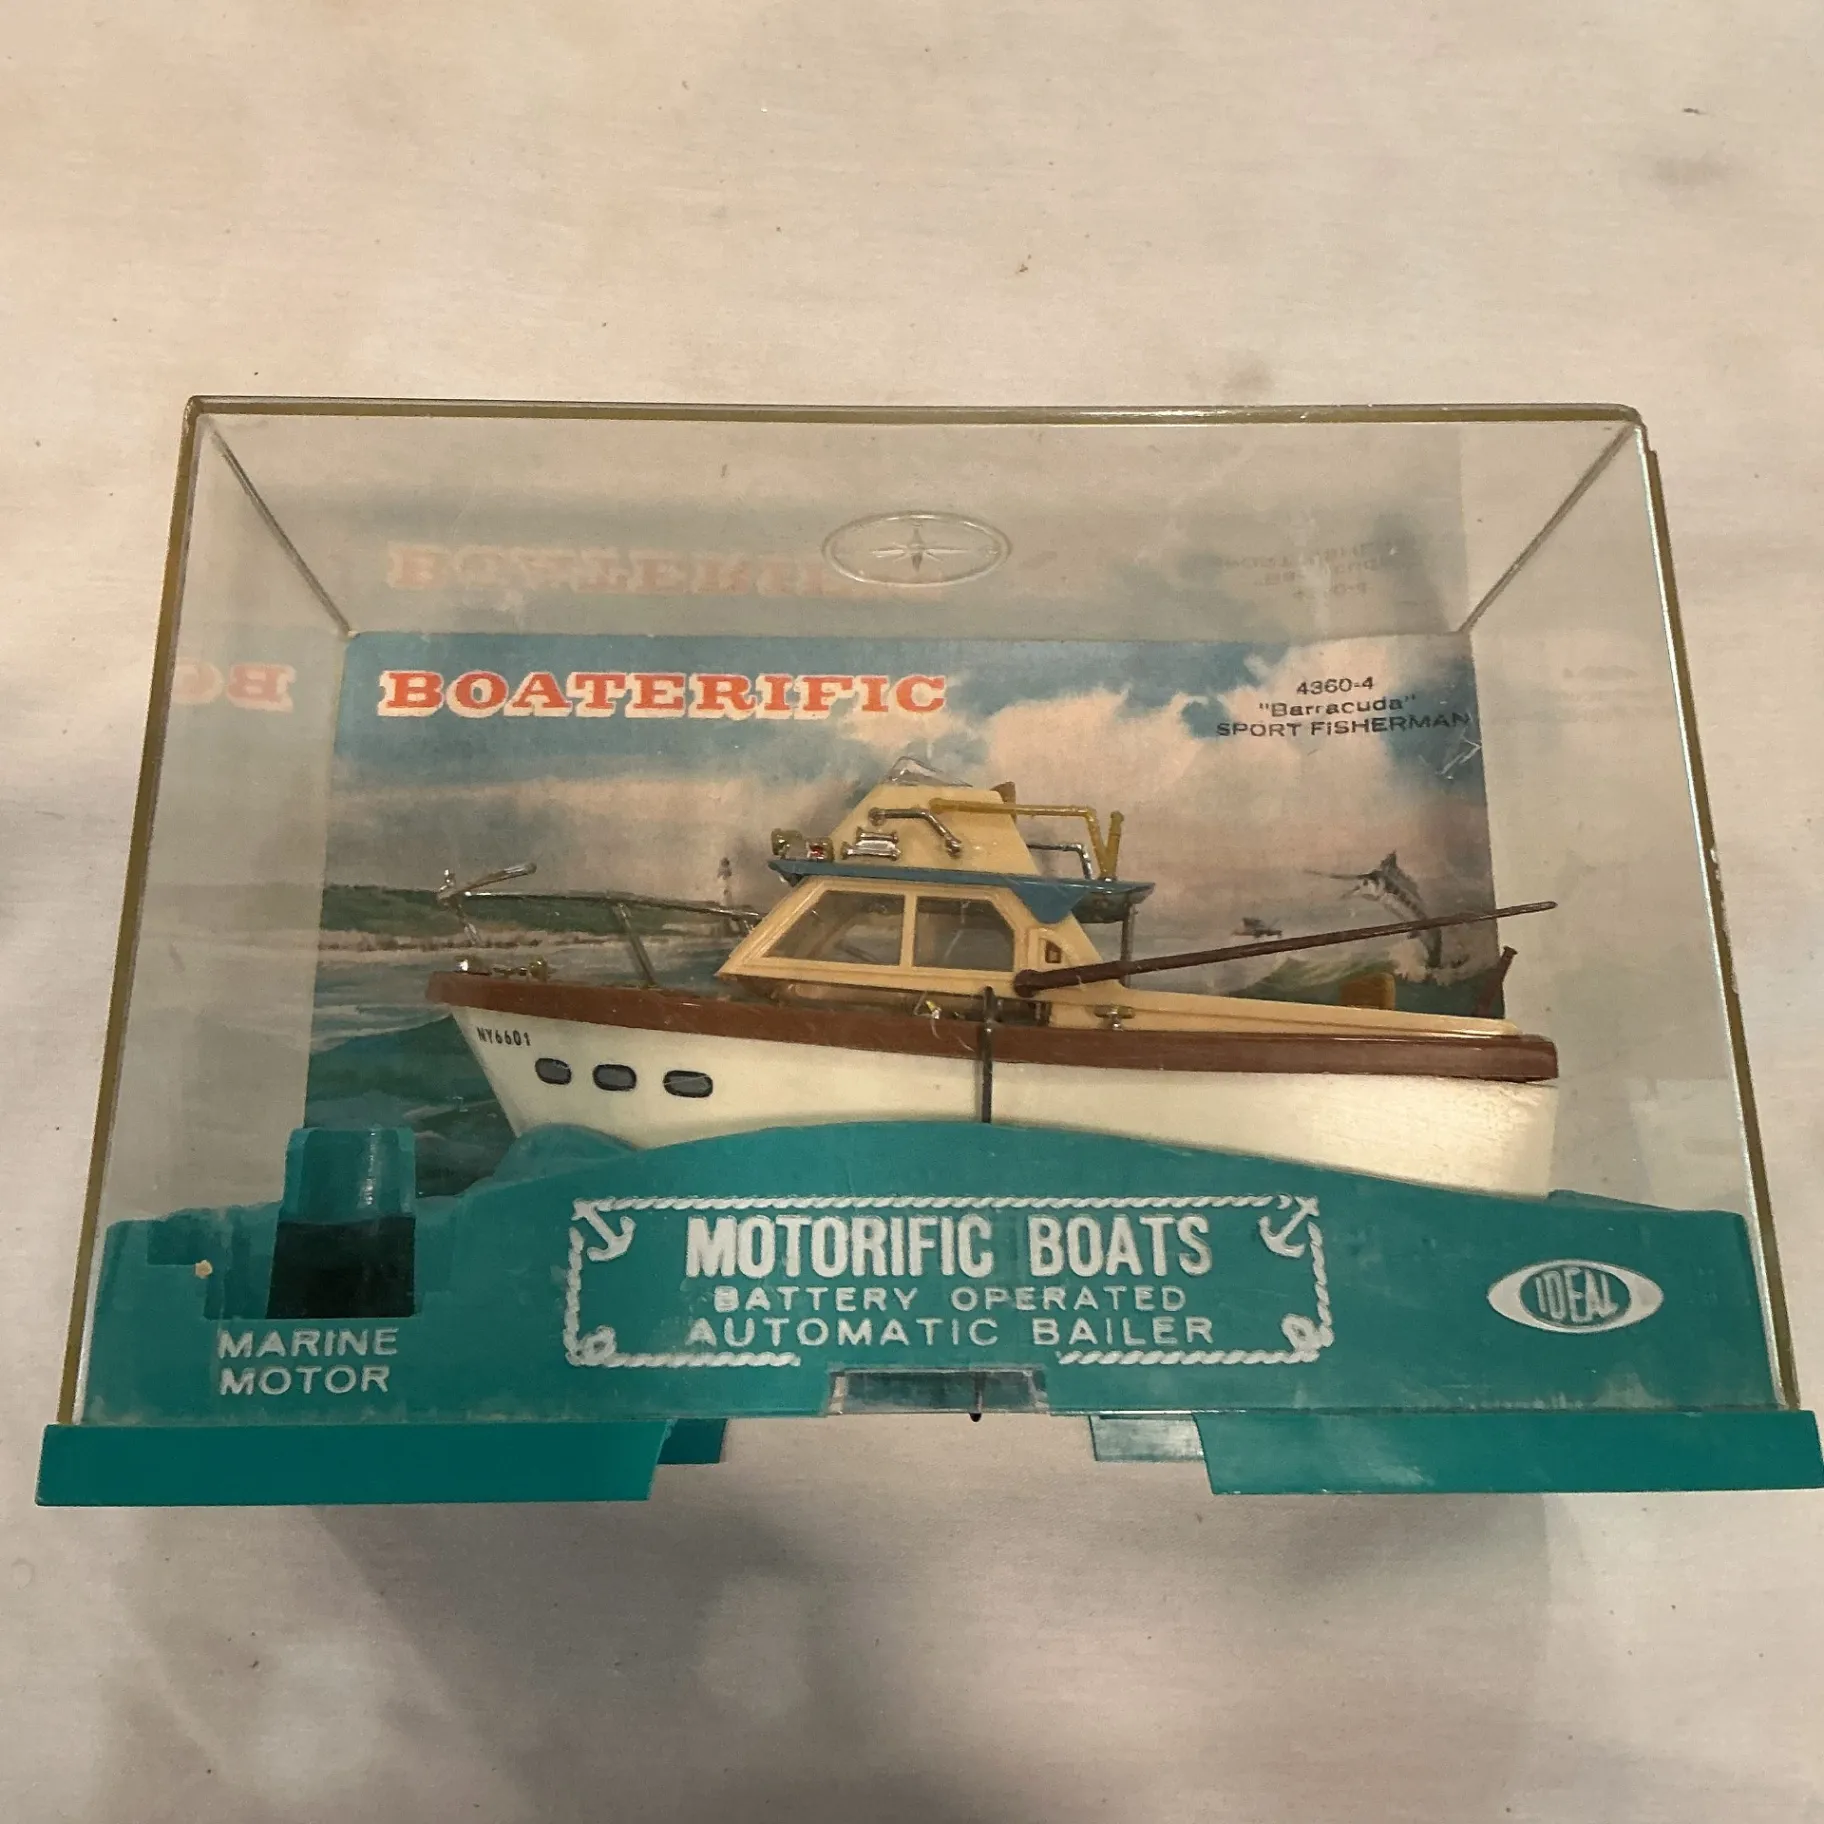 BOATERIFIC
4360-4
"Barracuda"
SPORT FISHERMAN
NY6601
MOTORIFIC BOATS
BATTERY OPERATED
AUTOMATIC BAILER
IDEAL
MARINE
MOTOR